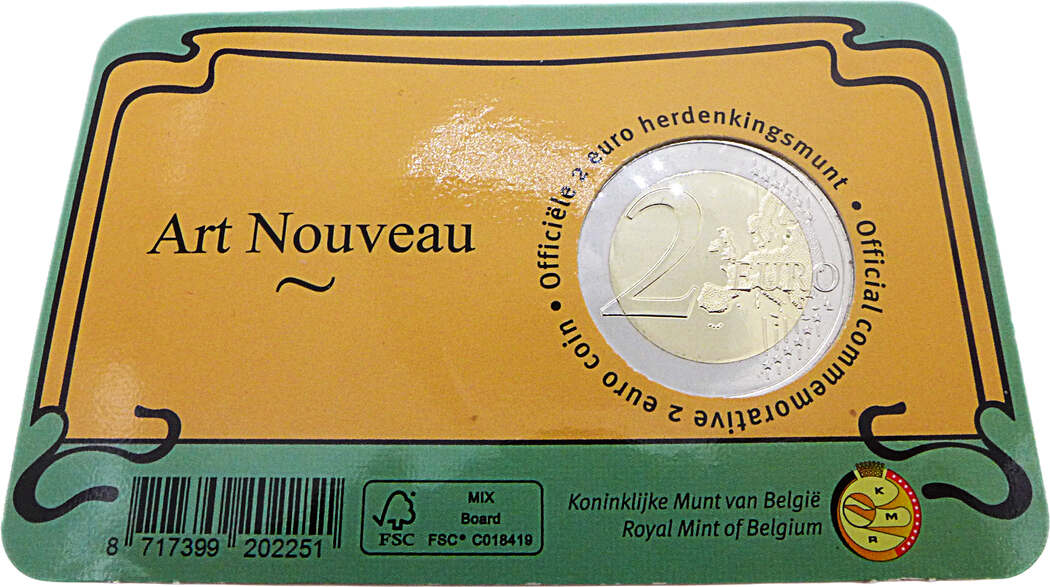 • Officiële 2 euro herdenkingsmunt
• Official commemorative 2 euro coin
Art Nouveau
~
2 EURO
8 717399 202251
FSC
MIX
Board
FSC® C018419
Koninklijke Munt van België
Royal Mint of Belgium
K
M
R